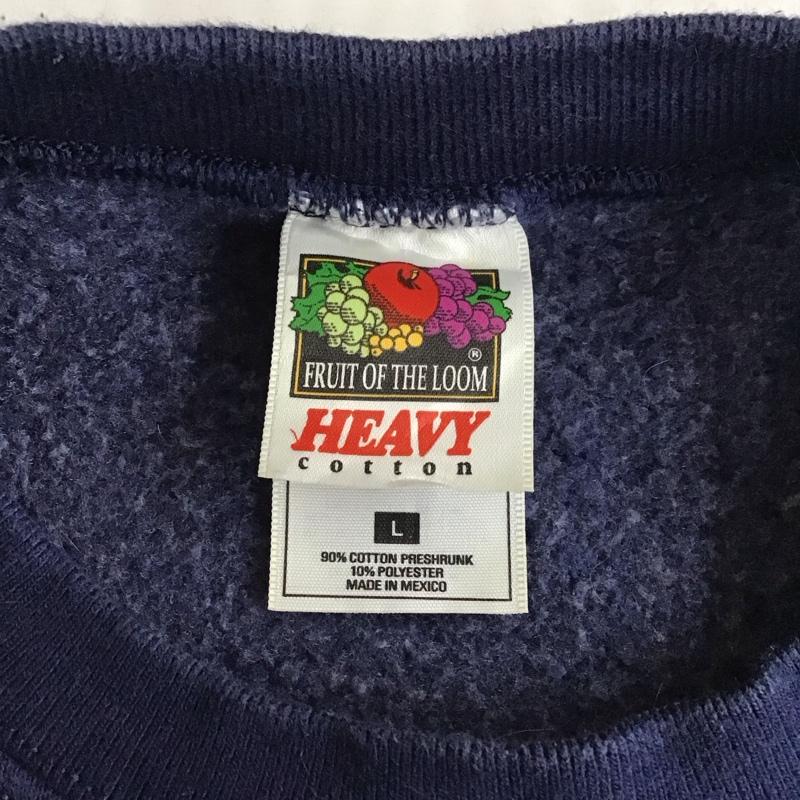 ®
FRUIT OF THE LOOM
HEAVY
cotton
L
90% COTTON PRESHRUNK
10% POLYESTER
MADE IN MEXICO